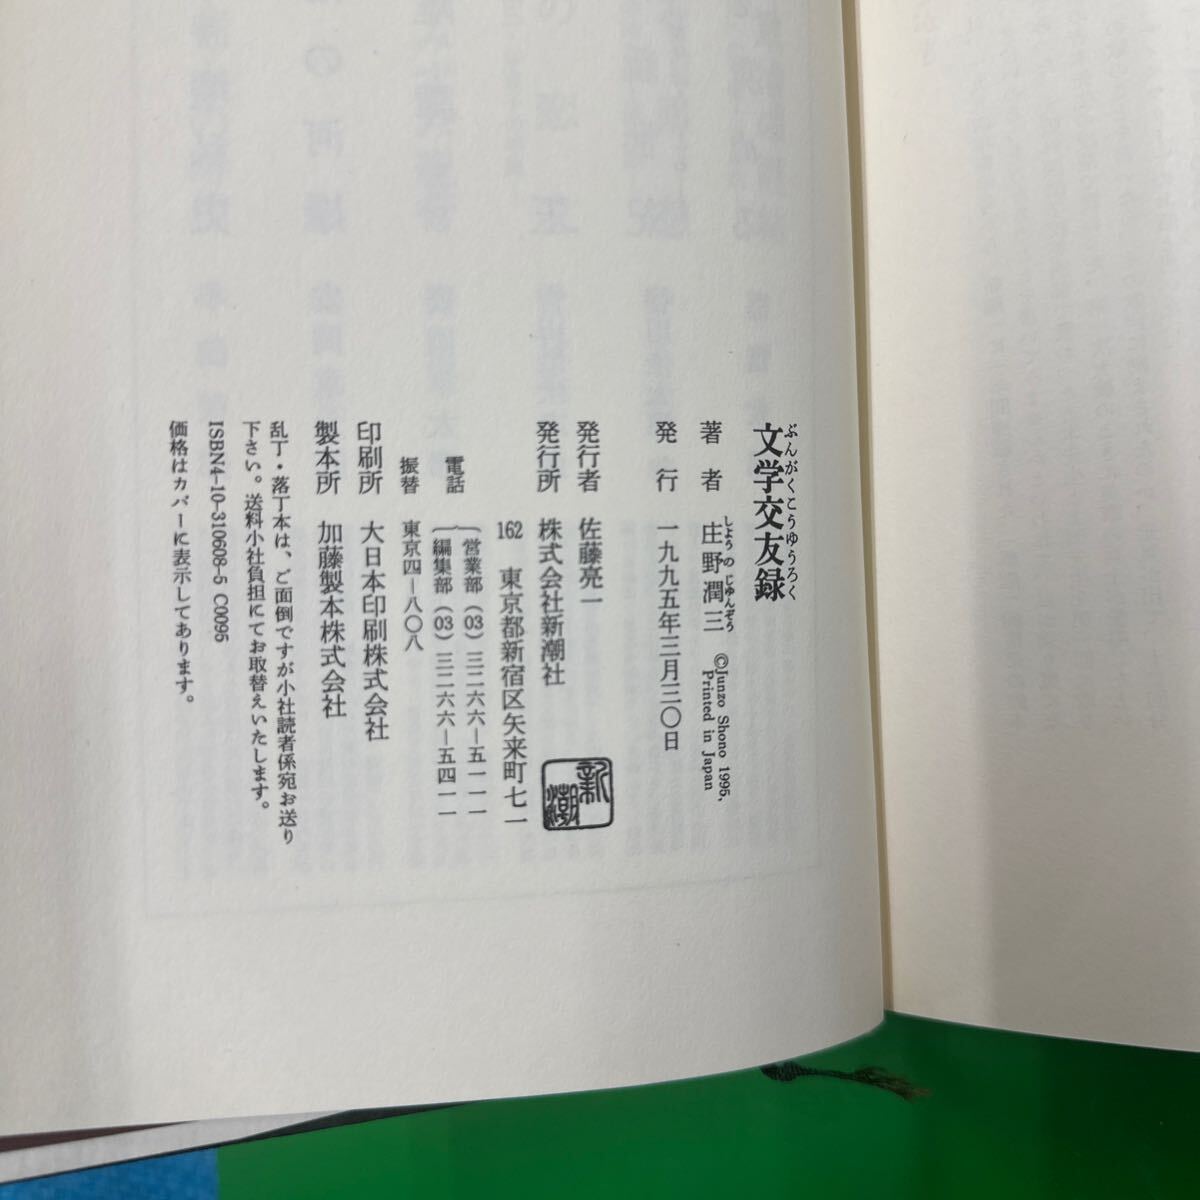 ぶんがくこうゆうろく
文学交友録
しょうのじゅんぞう
著者 庄野潤三 ©Junzo Shono 1995, Printed in Japan
発行 一九九五年三月三〇日
発行者 佐藤亮一
発行所 株式会社新潮社
新潮
162 東京都新宿区矢来町七一
電話 営業部(03)三二六六―五一一一
編集部(03)三二六六―五四一一
振替 東京四―八〇八
印刷所 大日本印刷株式会社
製本所 加藤製本株式会社
乱丁・落丁本は、ご面倒ですが小社読者係宛お送り
下さい。送料小社負担にてお取替えいたします。
ISBN4-10-310608-5 C0095
価格はカバーに表示してあります。